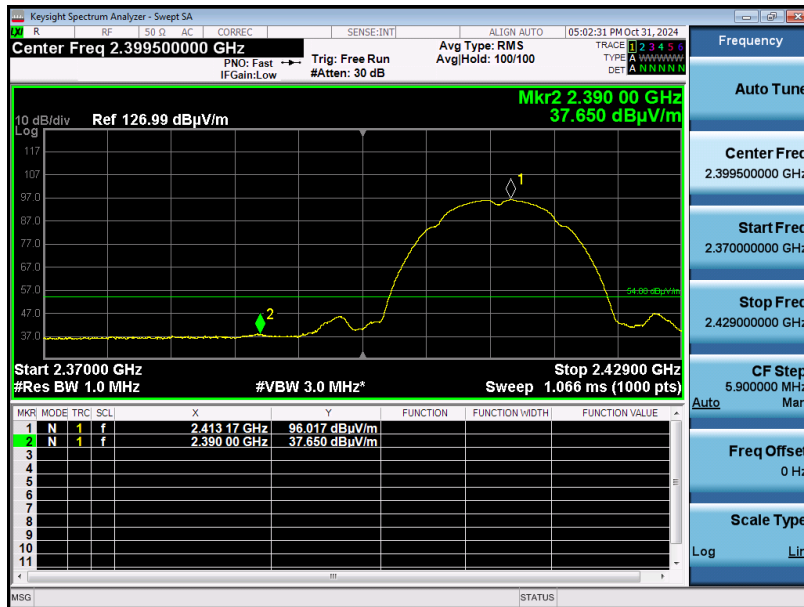 Keysight Spectrum Analyzer - Swept SA
LXI R RF 50 Ω AC CORREC SENSE:INT ALIGN AUTO 05:02:31 PM Oct 31, 2024
Center Freq 2.399500000 GHz
PNO: Fast
IFGain:Low
Trig: Free Run
#Atten: 30 dB
Avg Type: RMS
Avg|Hold: 100/100
TRACE 1 2 3 4 5 6
TYPE A W W W W W
DET A N N N N N
Mkr2 2.390 00 GHz
37.650 dBµV/m
10 dB/div Ref 126.99 dBµV/m
Log
117
107
97.0
87.0
77.0
67.0
57.0
47.0
37.0
1
2
54.00 dBµV/m
Start 2.37000 GHz Stop 2.42900 GHz
#Res BW 1.0 MHz #VBW 3.0 MHz* Sweep 1.066 ms (1000 pts)
MKR MODE TRC SCL X Y FUNCTION FUNCTION WIDTH FUNCTION VALUE
1 N 1 f 2.413 17 GHz 96.017 dBµV/m
2 N 1 f 2.390 00 GHz 37.650 dBµV/m
3
4
5
6
7
8
9
10
11
MSG STATUS
Frequency
Auto Tune
Center Freq
2.399500000 GHz
Start Freq
2.370000000 GHz
Stop Freq
2.429000000 GHz
CF Step
5.900000 MHz
Auto Man
Freq Offset
0 Hz
Scale Type
Log Lin